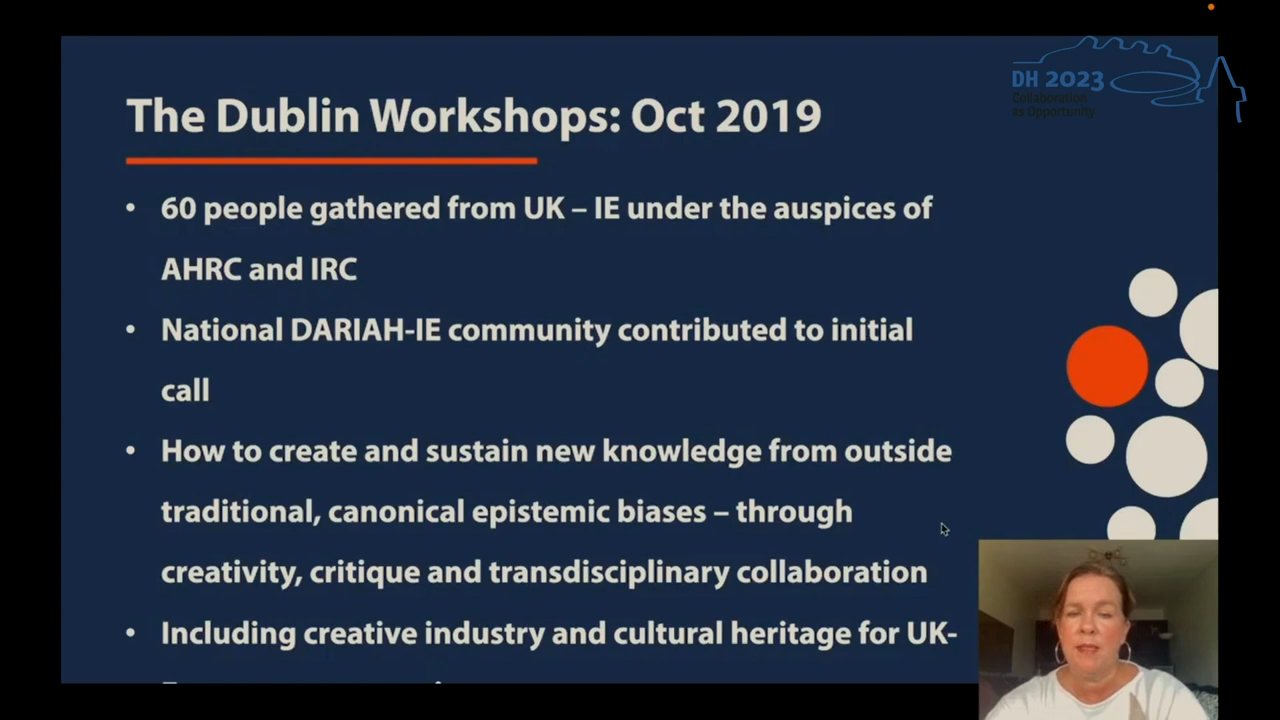 The Dublin Workshops: Oct 2019
• 60 people gathered from UK – IE under the auspices of
AHRC and IRC
• National DARIAH-IE community contributed to initial
call
• How to create and sustain new knowledge from outside
traditional, canonical epistemic biases – through
creativity, critique and transdisciplinary collaboration
• Including creative industry and cultural heritage for UK-
DH 2023
Collaboration
as Opportunity